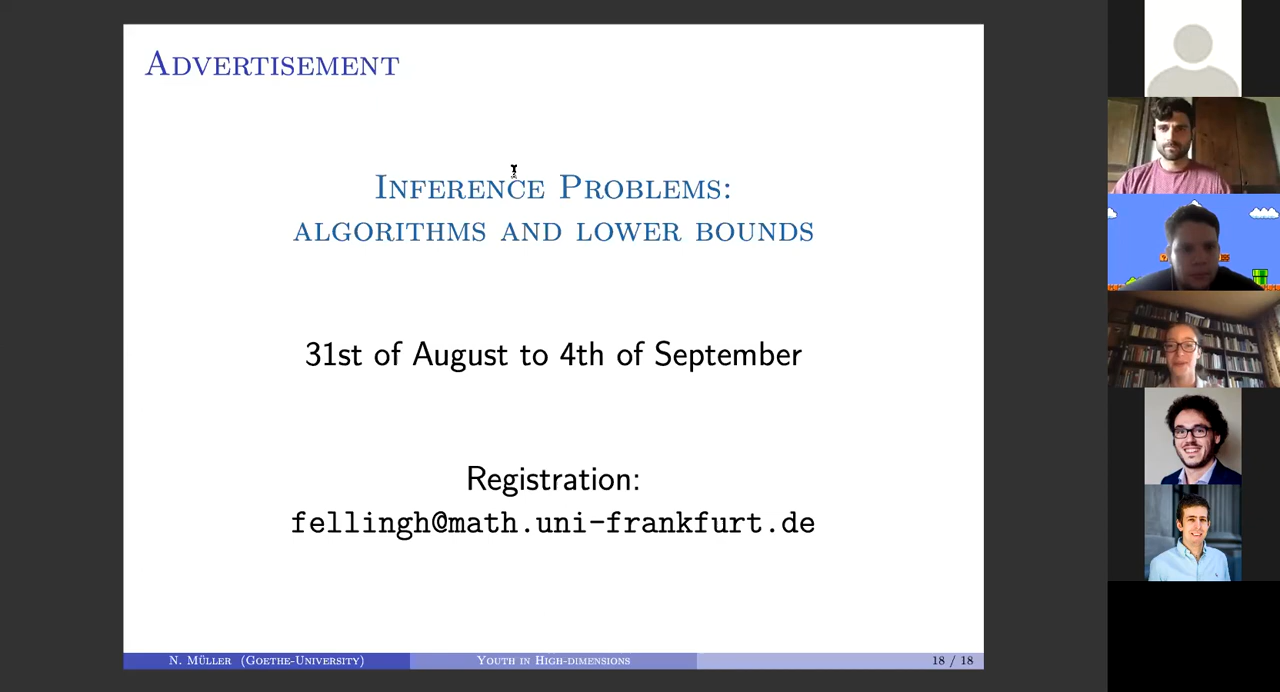 Advertisement
Inference Problems:
algorithms and lower bounds
31st of August to 4th of September
Registration:
fellingh@math.uni-frankfurt.de
N. Müller (Goethe-University)
Youth in High-dimensions
18 / 18